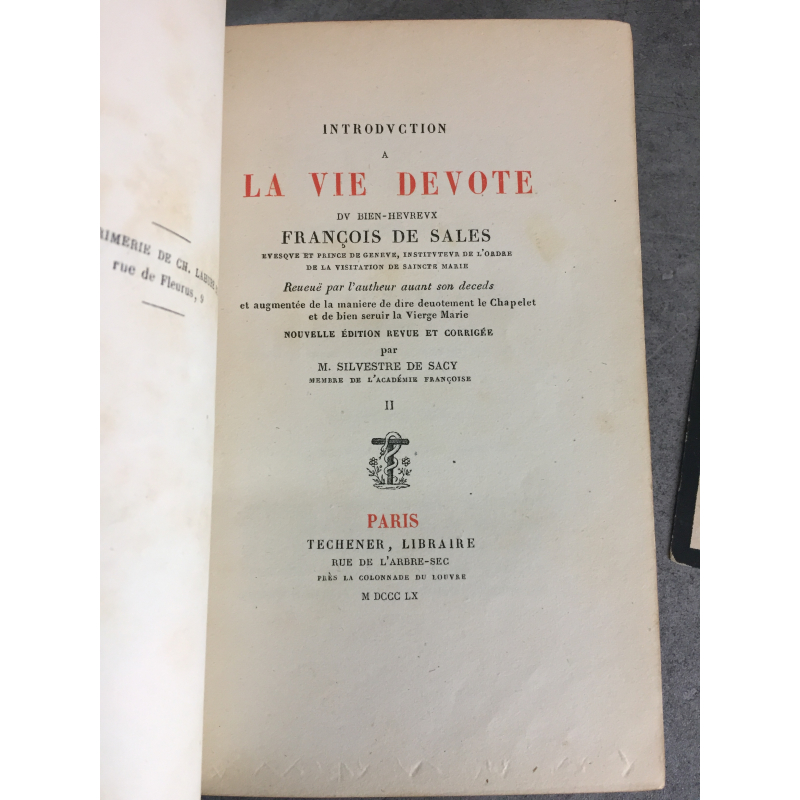 RIMERIE DE CH.
rue de Fleurus, 9
INTRODVCTION
A
LA VIE DEVOTE
DV BIEN-HEVREVX
FRANÇOIS DE SALES
EVESQVE ET PRINCE DE GENEVE, INSTITVTEVR DE L'ORDRE
DE LA VISITATION DE SAINCTE MARIE
Reueuë par l'autheur auant son deceds
et augmentée de la maniere de dire deuotement le Chapelet
et de bien seruir la Vierge Marie
NOUVELLE ÉDITION REVUE ET CORRIGÉE
par
M. SILVESTRE DE SACY
MEMBRE DE L'ACADÉMIE FRANÇOISE
II
PARIS
TECHENER, LIBRAIRE
RUE DE L'ARBRE-SEC
PRÈS LA COLONNADE DU LOUVRE
M DCCC LX